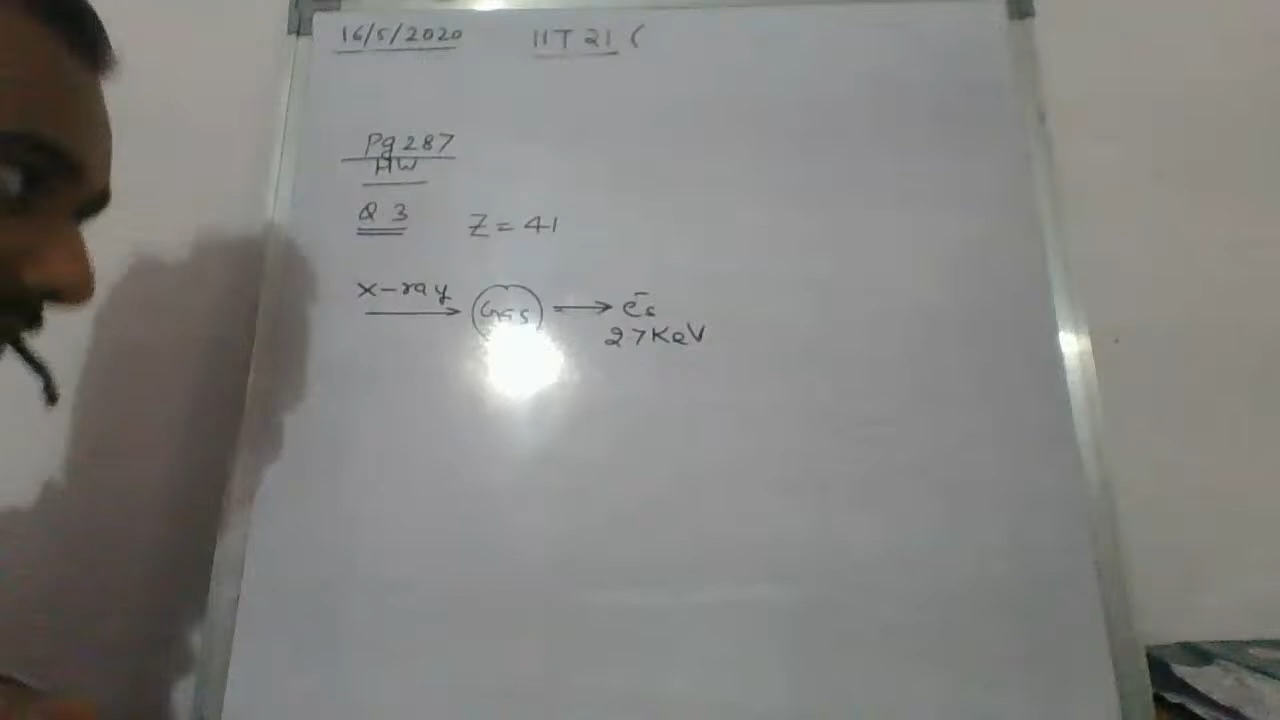 16/5/2020 IIT 21 (
Pg 287
HW
Q 3 Z = 41
X-ray Gas e⁻s
27 KeV